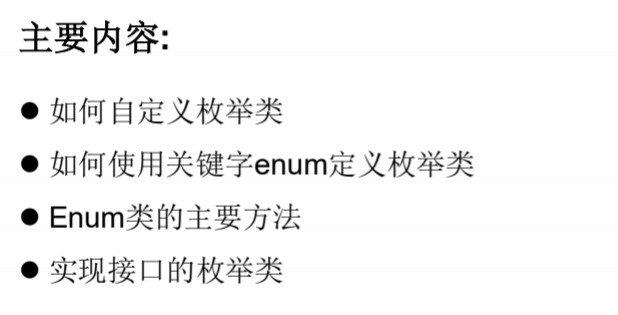 主要内容:
● 如何自定义枚举类
● 如何使用关键字enum定义枚举类
● Enum类的主要方法
● 实现接口的枚举类